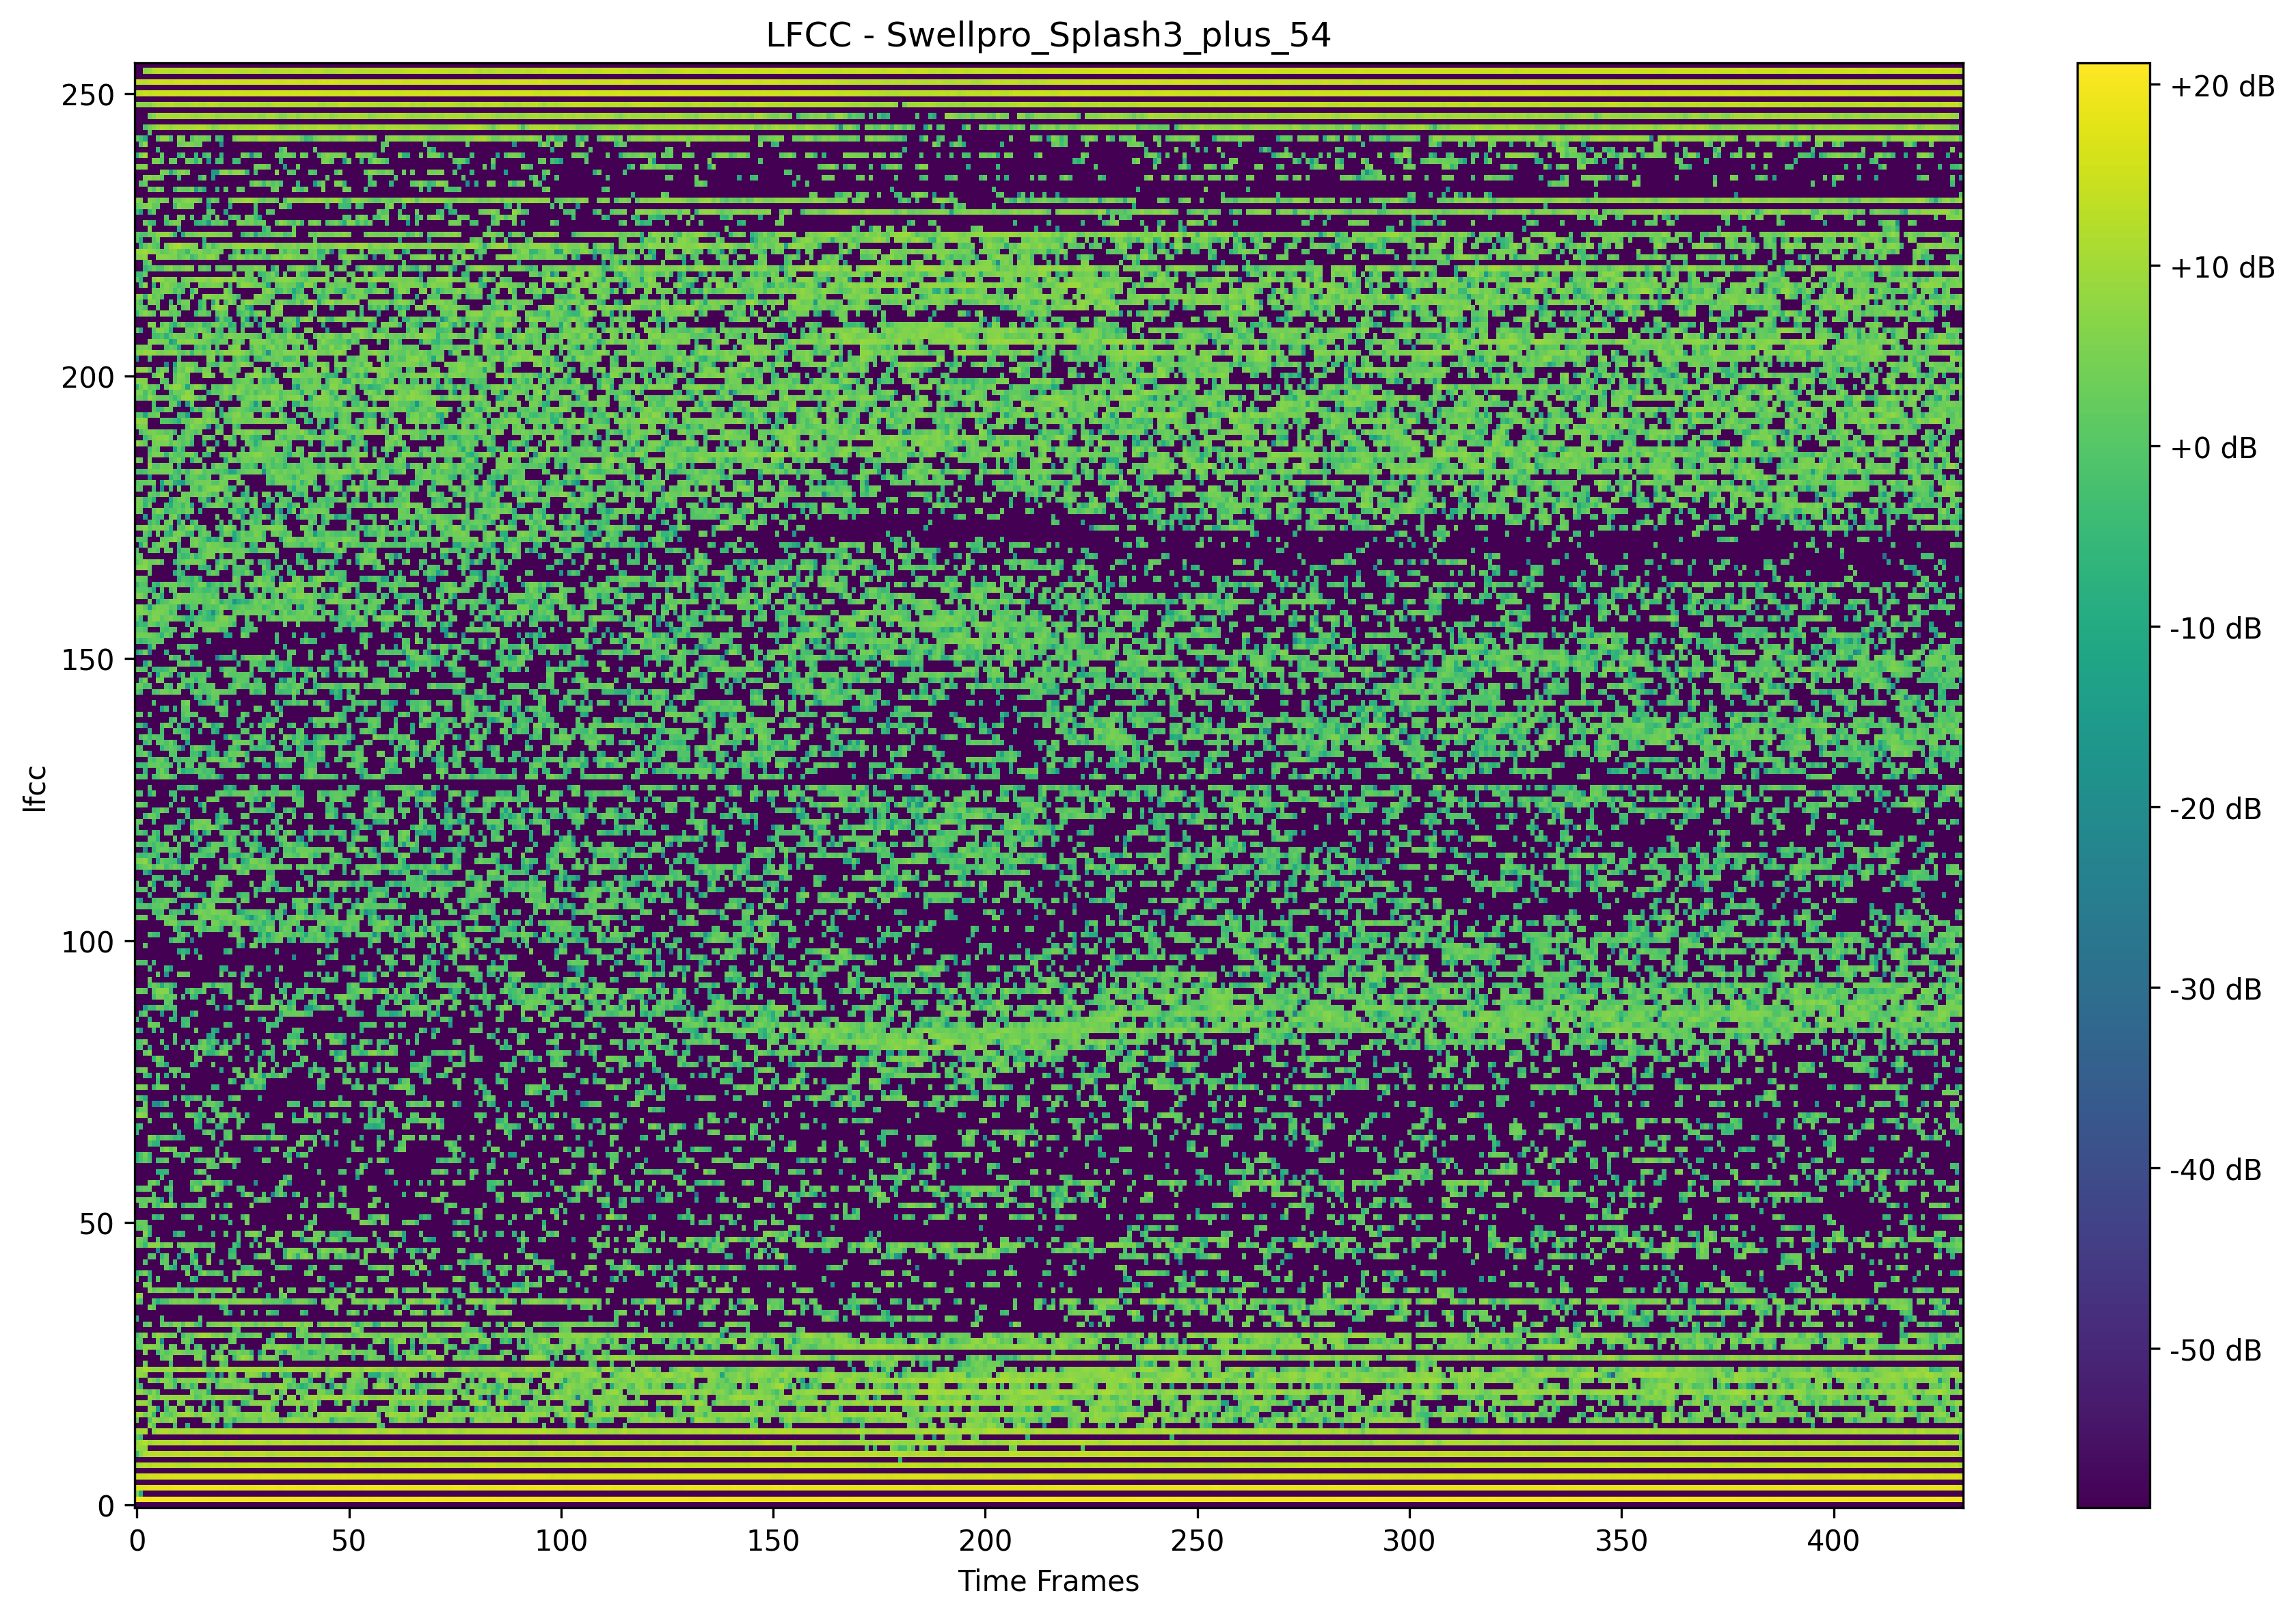 LFCC - Swellpro_Splash3_plus_54
250
200
150
100
50
0
lfcc
0 50 100 150 200 250 300 350 400
Time Frames
+20 dB
+10 dB
+0 dB
-10 dB
-20 dB
-30 dB
-40 dB
-50 dB